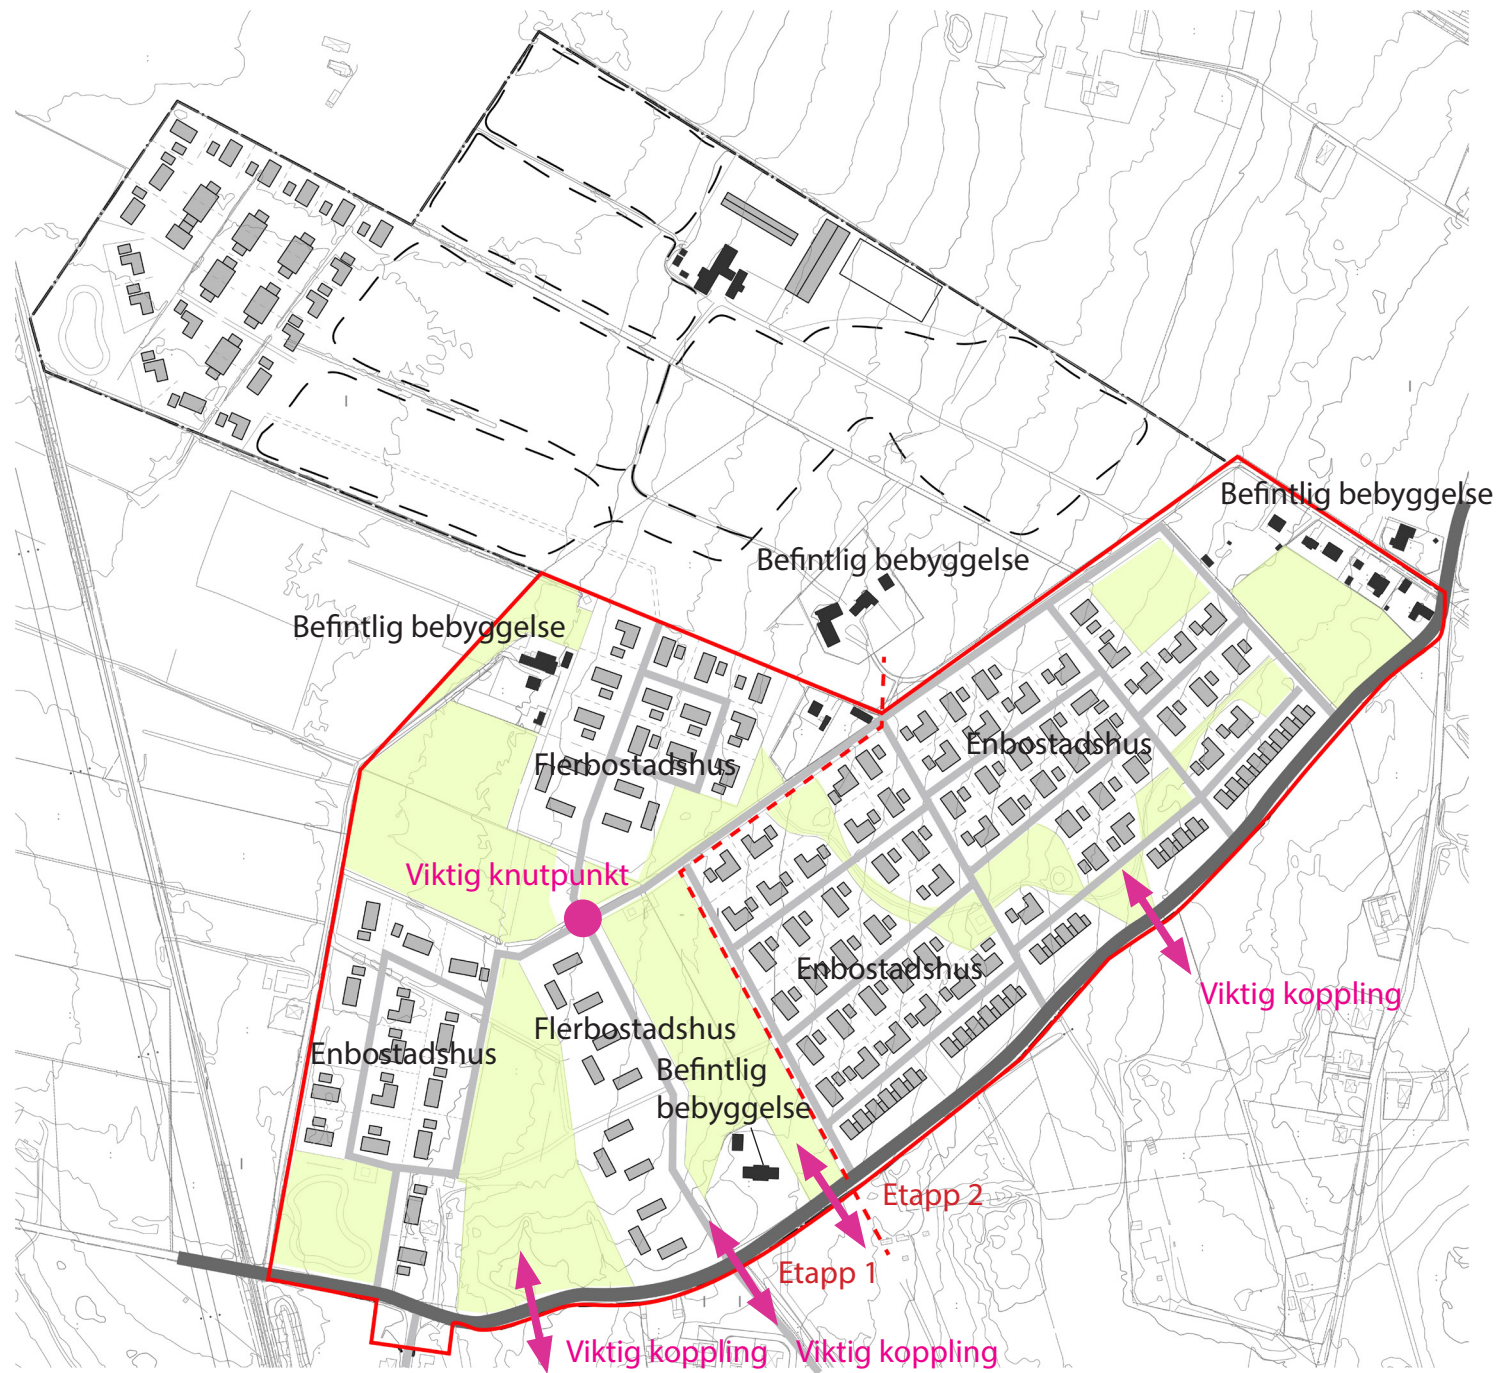 Befintlig bebyggelse
Befintlig bebyggelse
Befintlig bebyggelse
Enbostadshus
Flerbostadshus
Viktig knutpunkt
Enbostadshus
Viktig koppling
Flerbostadshus
Enbostadshus
Befintlig
bebyggelse
Etapp 2
Etapp 1
Viktig koppling
Viktig koppling